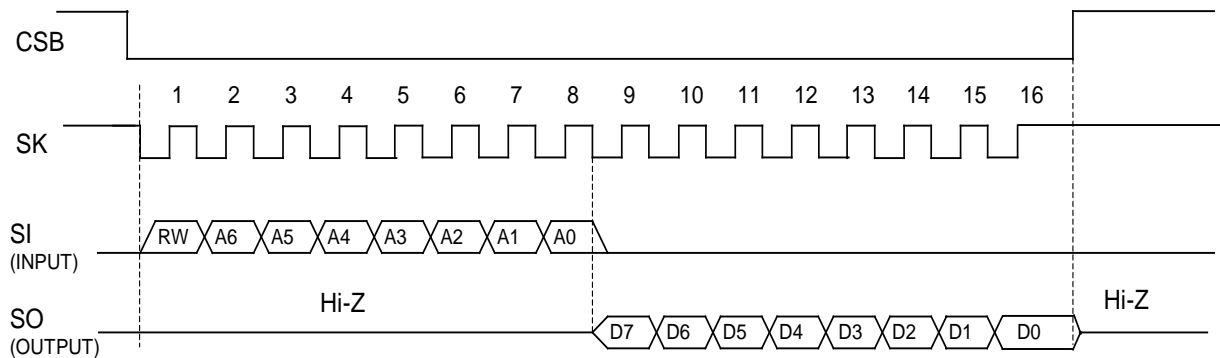 CSB
1 2 3 4 5 6 7 8 9 10 11 12 13 14 15 16
SK
SI
(INPUT)
RW A6 A5 A4 A3 A2 A1 A0
Hi-Z
Hi-Z
SO
(OUTPUT)
D7 D6 D5 D4 D3 D2 D1 D0